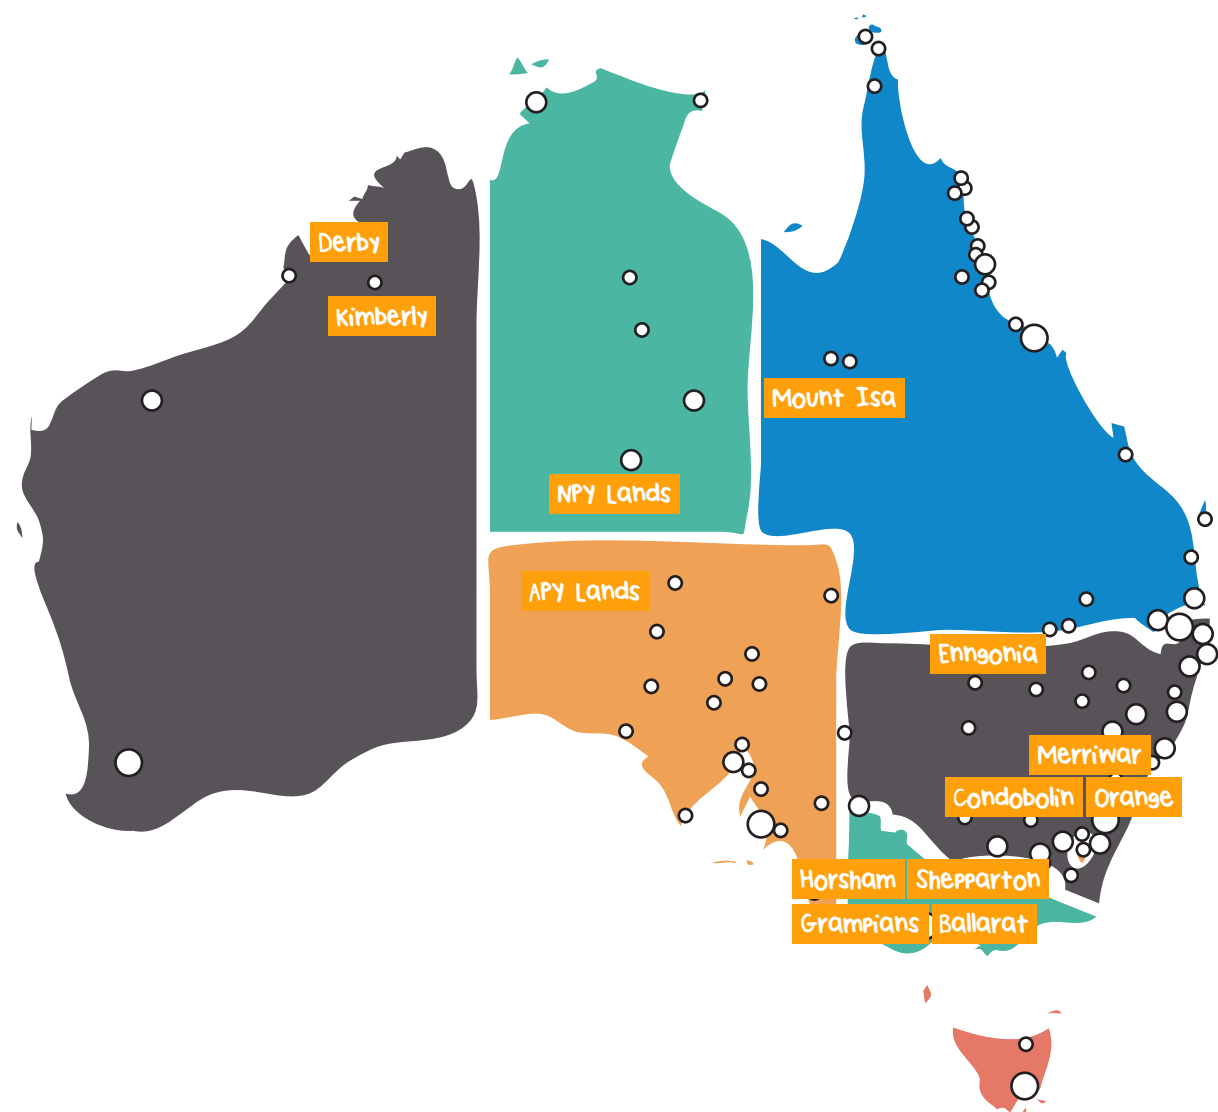 Derby
Kimberly
Mount Isa
NPY Lands
APY Lands
Enngonia
Merriwar
Condobolin
Orange
Horsham
Shepparton
Grampians
Ballarat